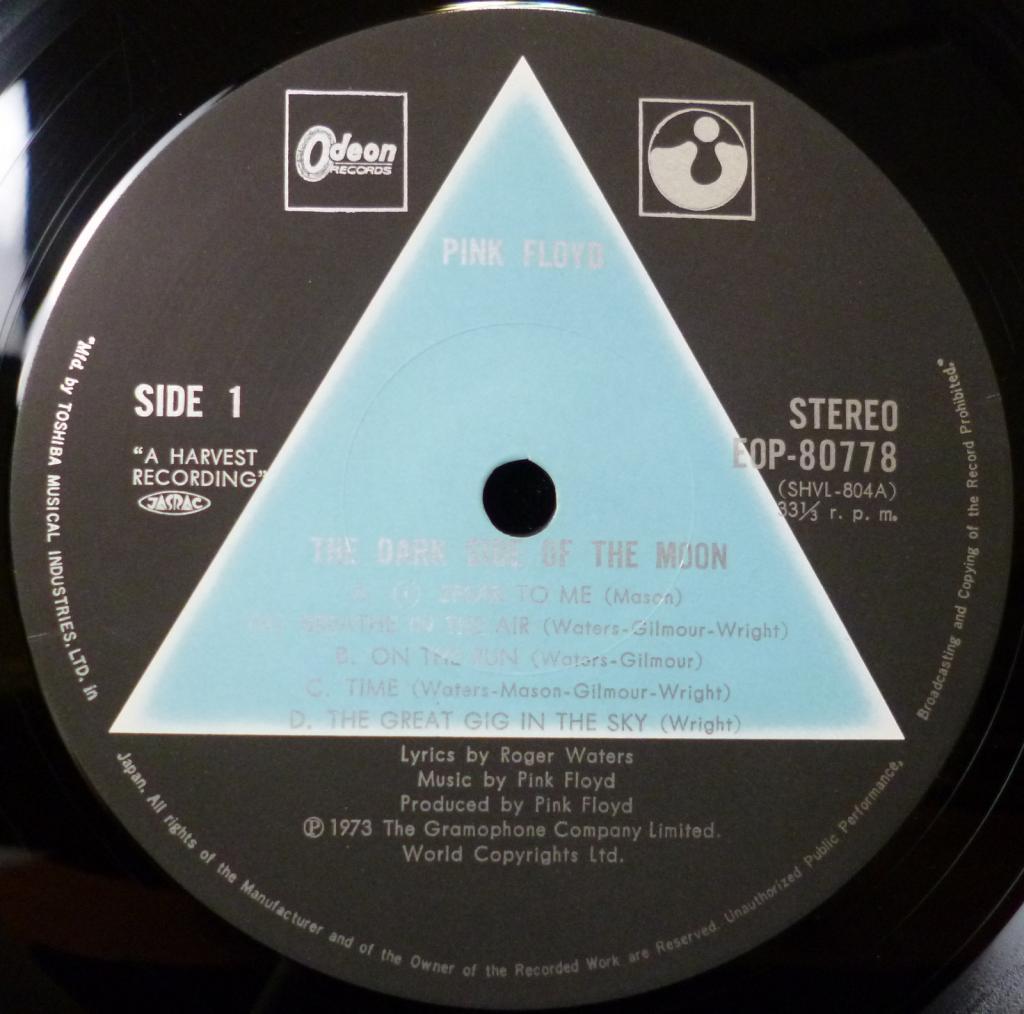 Odeon
RECORDS
PINK FLOYD
SIDE 1
"A HARVEST
RECORDING"
JASRAC
STEREO
EOP-80778
(SHVL-804A)
33⅓ r. p. m.
THE DARK SIDE OF THE MOON
A. (i) SPEAK TO ME (Mason)
BREATHE IN THE AIR (Waters-Gilmour-Wright)
B. ON THE RUN (Waters-Gilmour)
C. TIME (Waters-Mason-Gilmour-Wright)
D. THE GREAT GIG IN THE SKY (Wright)
Lyrics by Roger Waters
Music by Pink Floyd
Produced by Pink Floyd
Ⓟ 1973 The Gramophone Company Limited.
World Copyrights Ltd.
"Mfd. by TOSHIBA MUSICAL INDUSTRIES, LTD. in Japan. All rights of the Manufacturer and of the Owner of the Recorded Work are Reserved. Unauthorized Public Performance, Broadcasting and Copying of the Record Prohibited."